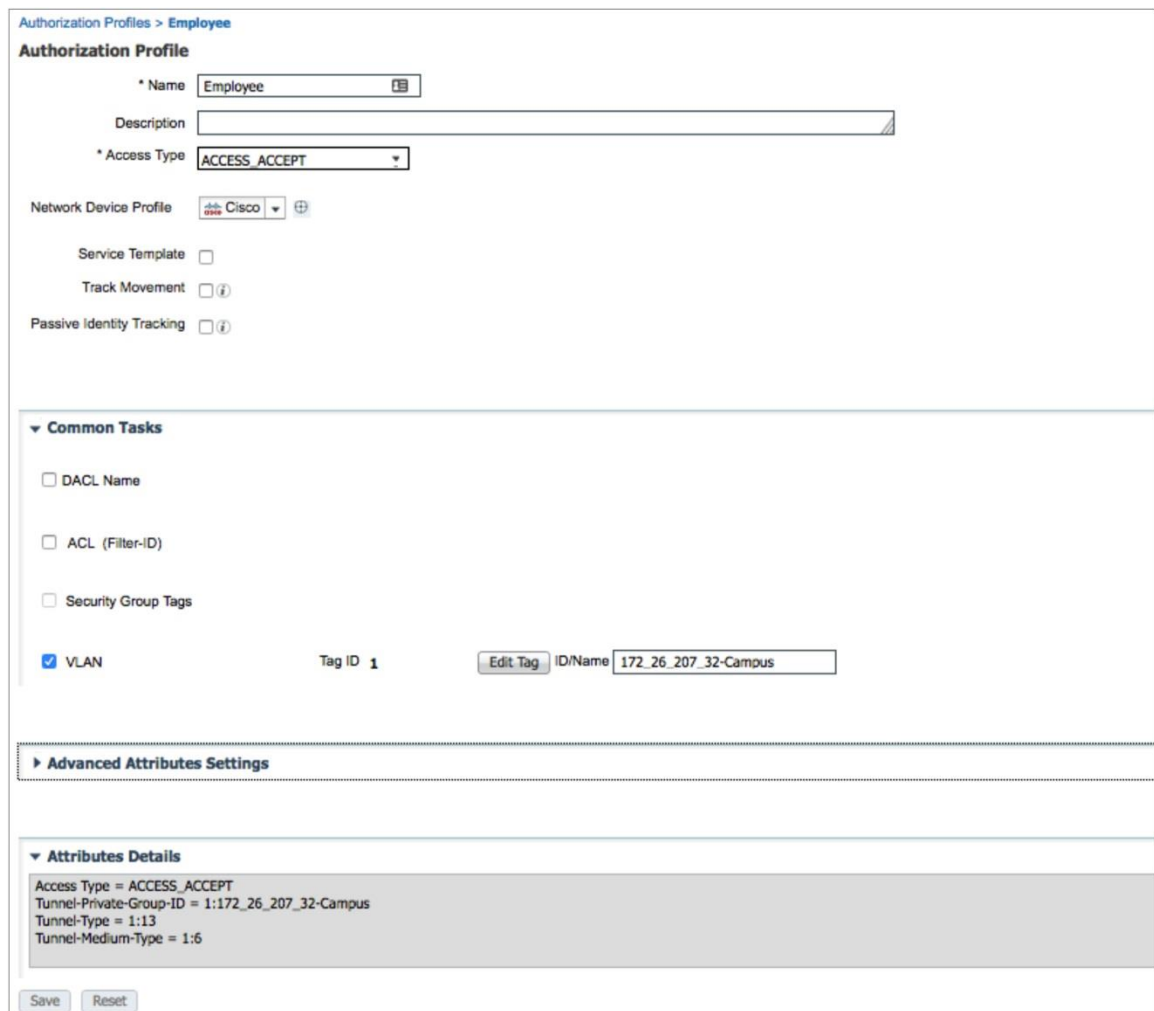 Authorization Profiles > Employee
Authorization Profile
* Name Employee
Description
* Access Type ACCESS_ACCEPT
Network Device Profile Cisco
Service Template
Track Movement
Passive Identity Tracking
Common Tasks
DACL Name
ACL (Filter-ID)
Security Group Tags
VLAN Tag ID 1 Edit Tag ID/Name 172_26_207_32-Campus
Advanced Attributes Settings
Attributes Details
Access Type = ACCESS_ACCEPT
Tunnel-Private-Group-ID = 1:172_26_207_32-Campus
Tunnel-Type = 1:13
Tunnel-Medium-Type = 1:6
Save Reset